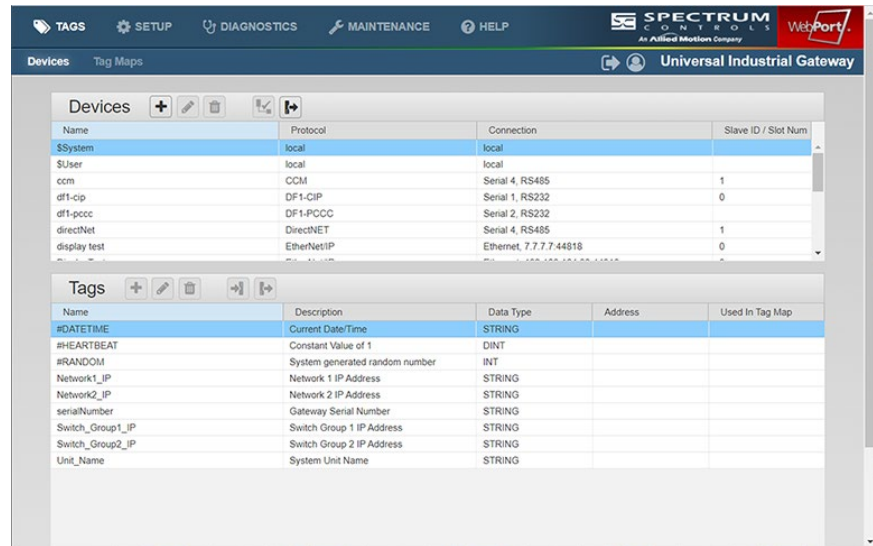 TAGS SETUP DIAGNOSTICS MAINTENANCE HELP SC SPECTRUM CONTROLS An Allied Motion Company WebPort
Devices Tag Maps Universal Industrial Gateway
Devices
Name Protocol Connection Slave ID / Slot Num
$System local local
$User local local
ccm CCM Serial 4, RS485 1
df1-cip DF1-CIP Serial 1, RS232 0
df1-pccc DF1-PCCC Serial 2, RS232
directNet DirectNET Serial 4, RS485 1
display test EtherNet/IP Ethernet, 7.7.7.7:44818 0
Tags
Name Description Data Type Address Used In Tag Map
#DATETIME Current Date/Time STRING
#HEARTBEAT Constant Value of 1 DINT
#RANDOM System generated random number INT
Network1_IP Network 1 IP Address STRING
Network2_IP Network 2 IP Address STRING
serialNumber Gateway Serial Number STRING
Switch_Group1_IP Switch Group 1 IP Address STRING
Switch_Group2_IP Switch Group 2 IP Address STRING
Unit_Name System Unit Name STRING